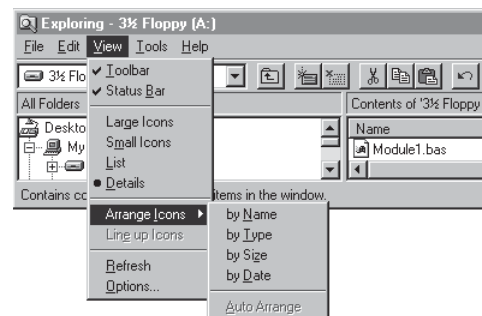 Exploring - 3½ Floppy (A:)
File Edit View Tools Help
3½ Flo
Toolbar
Status Bar
All Folders
Contents of '3½ Floppy
Deskto
My
Large Icons
Small Icons
List
Details
Name
Module1.bas
Contains co
items in the window.
Arrange Icons
Line up Icons
Refresh
Options...
by Name
by Type
by Size
by Date
Auto Arrange